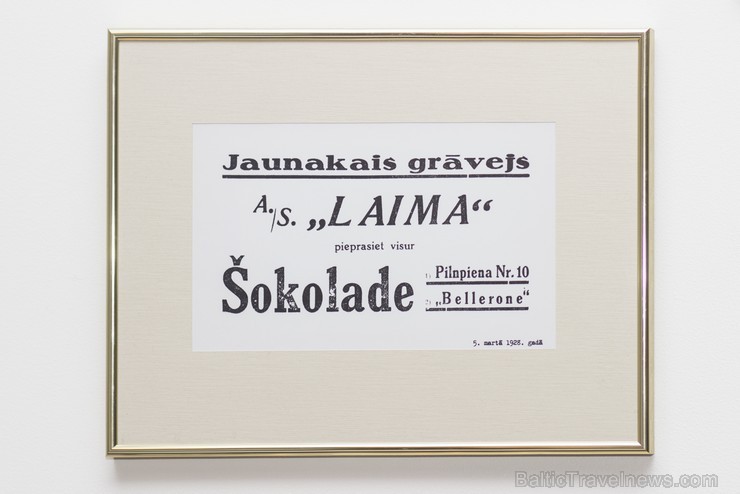 Jaunakais grāvejs
A./S. „LAIMA“
pieprasiet visur
Šokolade
1) Pilnpiena Nr. 10
2) „Bellerone“
5. martā 1928. gadā
BalticTravelnews.com